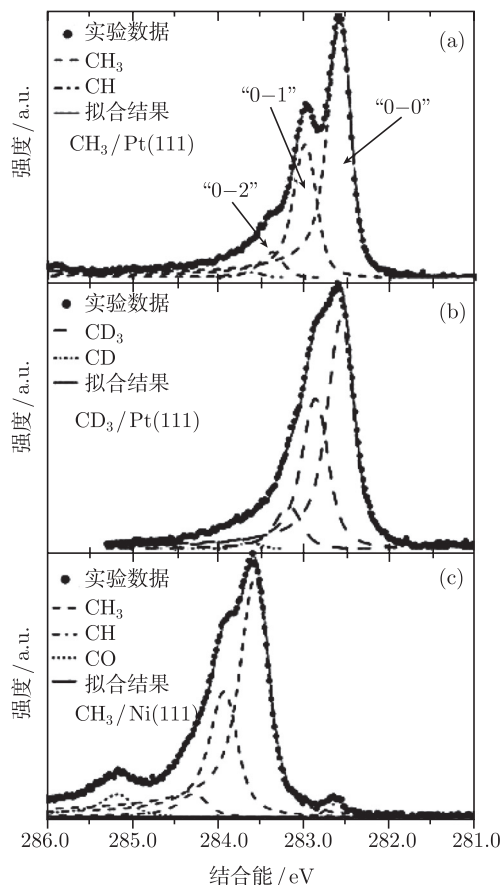 (a)
实验数据
CH₃
CH
拟合结果
CH₃/Pt(111)
“0−1”
“0−0”
“0−2”
强度/a.u.
(b)
实验数据
CD₃
CD
拟合结果
CD₃/Pt(111)
强度/a.u.
(c)
实验数据
CH₃
CH
CO
拟合结果
CH₃/Ni(111)
强度/a.u.
286.0 285.0 284.0 283.0 282.0 281.0
结合能/eV